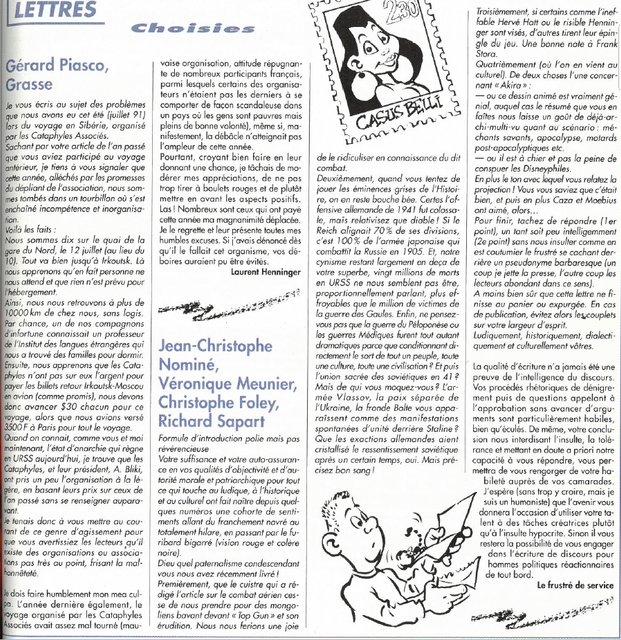 LETTRES
Choisies
Gérard Piasco,
Grasse
Je vous écris au sujet des problèmes
que nous avons eu cet été (juillet 91)
lors du voyage en Sibérie, organisé
par les Cataphyles Associés.
Sachant par votre article de l'an passé
que vous aviez participé au voyage
antérieur, je tiens à vous signaler que
cette année, alléchés par les promesses
du dépliant de l'association, nous som-
mes tombés dans un tourbillon où s'est
enchaîné incompétence et inorganisa-
tion.
Voilà les faits :
Nous sommes dix sur le quai de la
gare du Nord, le 12 juillet (au lieu du
10). Tout va bien jusqu'à Irkoutsk. Là
nous apprenons qu'en fait personne ne
nous attend et que rien n'est prévu pour
l'hébergement.
Ainsi, nous nous retrouvons à plus de
10000 km de chez nous, sans logis.
Par chance, un de nos compagnons
d'infortune connaissait un professeur
de l'Institut des langues étrangères qui
nous a trouvé des familles pour dormir.
Ensuite, nous apprenons que les Cata-
phyles n'ont pas sur eux l'argent pour
payer les billets retour Irkoutsk-Moscou
en avion (comme promis), nous devons
donc avancer $30 chacun pour ce
voyage, alors que nous avions versé
3500 F à Paris pour tout le voyage.
Quand on connait, comme vous et moi
maintenant, l'état d'anarchie qui règne
en URSS aujourd'hui, je trouve que les
Cataphyles, et leur président, A. Bliki,
ont pris un peu l'organisation à la lé-
gère, en basant leurs prix sur ceux de
l'an passé sans se renseigner aupara-
vant.
Je tenais donc à vous mettre au cou-
rant de ce genre d'agissement pour
que vous avertissiez les lecteurs qu'il
existe des organisations ou associa-
tions pas très au point, frisant la mal-
honnêteté.
Je dois faire humblement mon mea cul-
pa. L'année dernière également, le
voyage organisé par les Cataphyles
Associés avait assez mal tourné (mau-
vaise organisation, attitude répugnan-
te de nombreux participants français,
parmi lesquels certains des organisa-
teurs n'étaient pas les derniers à se
comporter de façon scandaleuse dans
un pays où les gens sont pauvres mais
pleins de bonne volonté), même si, ma-
nifestement, la débâcle n'atteignait pas
l'ampleur de cette année.
Pourtant, croyant bien faire en leur
donnant une chance, je tâchais de mo-
dérer mes appréciations, de ne pas
trop tirer à boulets rouges et de plutôt
mettre en avant les aspects positifs.
Las ! Nombreux sont ceux qui ont payé
cette année ma magnanimité déplacée.
Je le regrette et leur présente toutes mes
humbles excuses. Si j'avais dénoncé dès
qu'il le fallait cet organisme, vos dé-
boires auraient pu être évités.
Laurent Henninger
Jean-Christophe
Nominé,
Véronique Meunier,
Christophe Foley,
Richard Sapart
Formule d'introduction polie mais pas
révérencieuse
Votre suffisance et votre auto-assuran-
ce en vos qualités d'objectivité et d'au-
torité morale et patriarchique pour tout
ce qui touche au ludique, à l'historique
et au culturel ont fait naître depuis quel-
ques numéros une cohorte de senti-
ments allant du franchement navré au
totalement hilare, en passant par le fu-
ribard bigarré (vision rouge et colère
noire).
Dieu quel paternalisme condescendant
vous nous avez récemment livré !
Premièrement, que le cuistre qui a ré-
digé l'article sur le combat aérien ces-
se de nous prendre pour des mongo-
liens bavant devant « Top Gun » et son
érudition. Nous nous ferions une joie
230
CASUS BELLI
de le ridiculiser en connaissance du dit
combat.
Deuxièmement, quand vous tentez de
jouer les éminences grises de l'Histoi-
re, on en reste bouche bée. Certes l'of-
fensive allemande de 1941 fut colossa-
le, mais relativisez que diable ! Si le
Reich alignait 70 % de ses divisions,
c'est 100 % de l'armée japonaise qui
combattit la Russie en 1905. Et, notre
cynisme restant largement en deça de
votre superbe, vingt millions de morts
en URSS ne nous semblent pas être,
proportionnellement parlant, plus ef-
froyables que le million de victimes de
la guerre des Gaules. Enfin, ne pensez-
vous pas que la guerre du Péloponèse
ou les guerres Médiques furent tout autant
dramatiques parce que conditionnant di-
rectement le sort de tout un peuple, toute
une culture, toute une civilisation ? Et puis
l'union sacrée des soviétiques en 41 ?
Mais de qui vous moquez-vous ? L'ar-
mée Vlassov, la paix séparée de
l'Ukraine, la fronde Balte vous appa-
raîssent comme des manifestations
spontanées d'unité derrière Staline ?
Que les exactions allemandes aient
cristallisé le ressentissement soviétique
après un certain temps, oui. Mais pré-
cisez bon sang !
Troisièmement, si certains comme l'inef-
fable Hervé Hatt ou le risible Hennin-
ger sont visés, d'autres tirent leur épin-
gle du jeu. Une bonne note à Frank
Stora.
Quatrièmement (où l'on en vient au
culturel). De deux choses l'une concer-
nant « Akira » :
— ou ce dessin animé est vraiment gé-
nial, auquel cas le résumé que vous en
faîtes nous laisse un goût de déjà-ar-
chi-multi-vu quant au scénario : mé-
chants savants, apocalypse, motards
post-apocalyptiques etc.
— ou il est à chier et pas la peine de
conspuer les Disneyphiles.
En plus le ton avec lequel vous relatez la
projection ! Vous vous saviez que c'était
bien, et puis en plus Caza et Moebius
ont aimé, alors...
Pour finir, tachez de répondre (1er
point), un tant soit peu intelligemment
(2e point) sans nous insulter comme en
est coutumier le frustré se cachant der-
rière un pseudonyme barbaresque (un
coup je jette la presse, l'autre coup les
lecteurs abondant dans ce sens).
A moins bien sûr que cette lettre ne fi-
nisse au panier ou expurgée. En cas
de publication, évitez alors les couplets
sur votre largeur d'esprit.
Ludiquement, historiquement, dialecti-
quement et culturellement vôtres.
La qualité d'écriture n'a jamais été une
preuve de l'intelligence du discours.
Vos procédés rhétoriques de dénigre-
ment puis de questions appelant à
l'approbation sans avancer d'argu-
ments sont particulièrement habiles,
bien qu'éculés. De même, votre conclu-
sion nous interdisant l'insulte, la tolé-
rance et mettant en doute a priori notre
capacité à vous répondre, vous per-
mettra de vous rengorger de votre ha-
bileté auprès de vos camarades.
J'espère (sans trop y croire, mais je
suis un humaniste) que l'avenir vous
donnera l'occasion d'utiliser votre ta-
lent à des tâches créatrices plutôt
qu'à l'insulte hypocrite. Sinon il vous
restera la possibilité de vous engager
dans l'écriture de discours pour
hommes politiques réactionnaires
de tout bord.
Le frustré de service